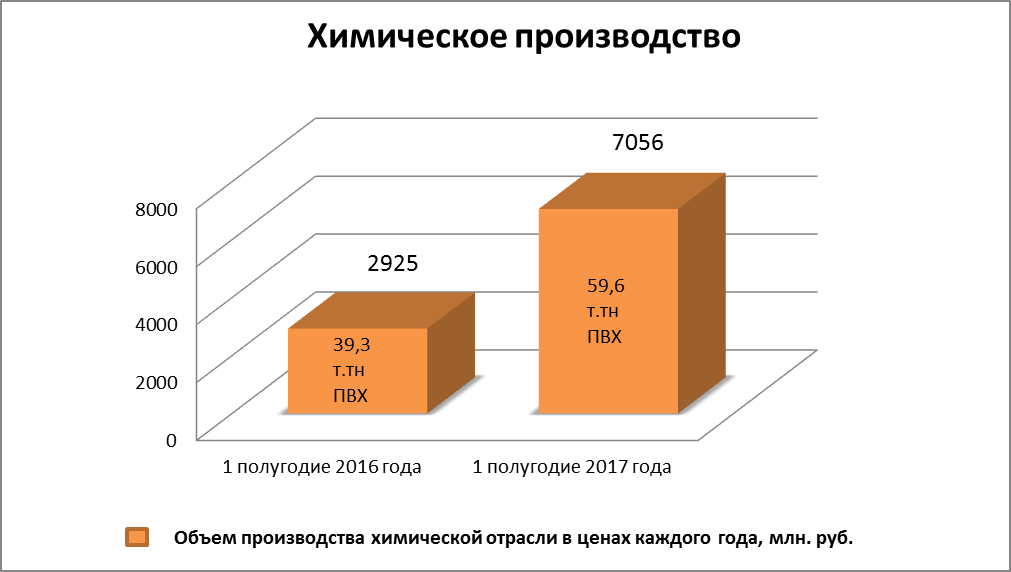 Химическое производство
7056
8000
2925
6000
59,6
т.тн
ПВХ
4000
39,3
т.тн
ПВХ
2000
0
1 полугодие 2016 года
1 полугодие 2017 года
Объем производства химической отрасли в ценах каждого года, млн. руб.